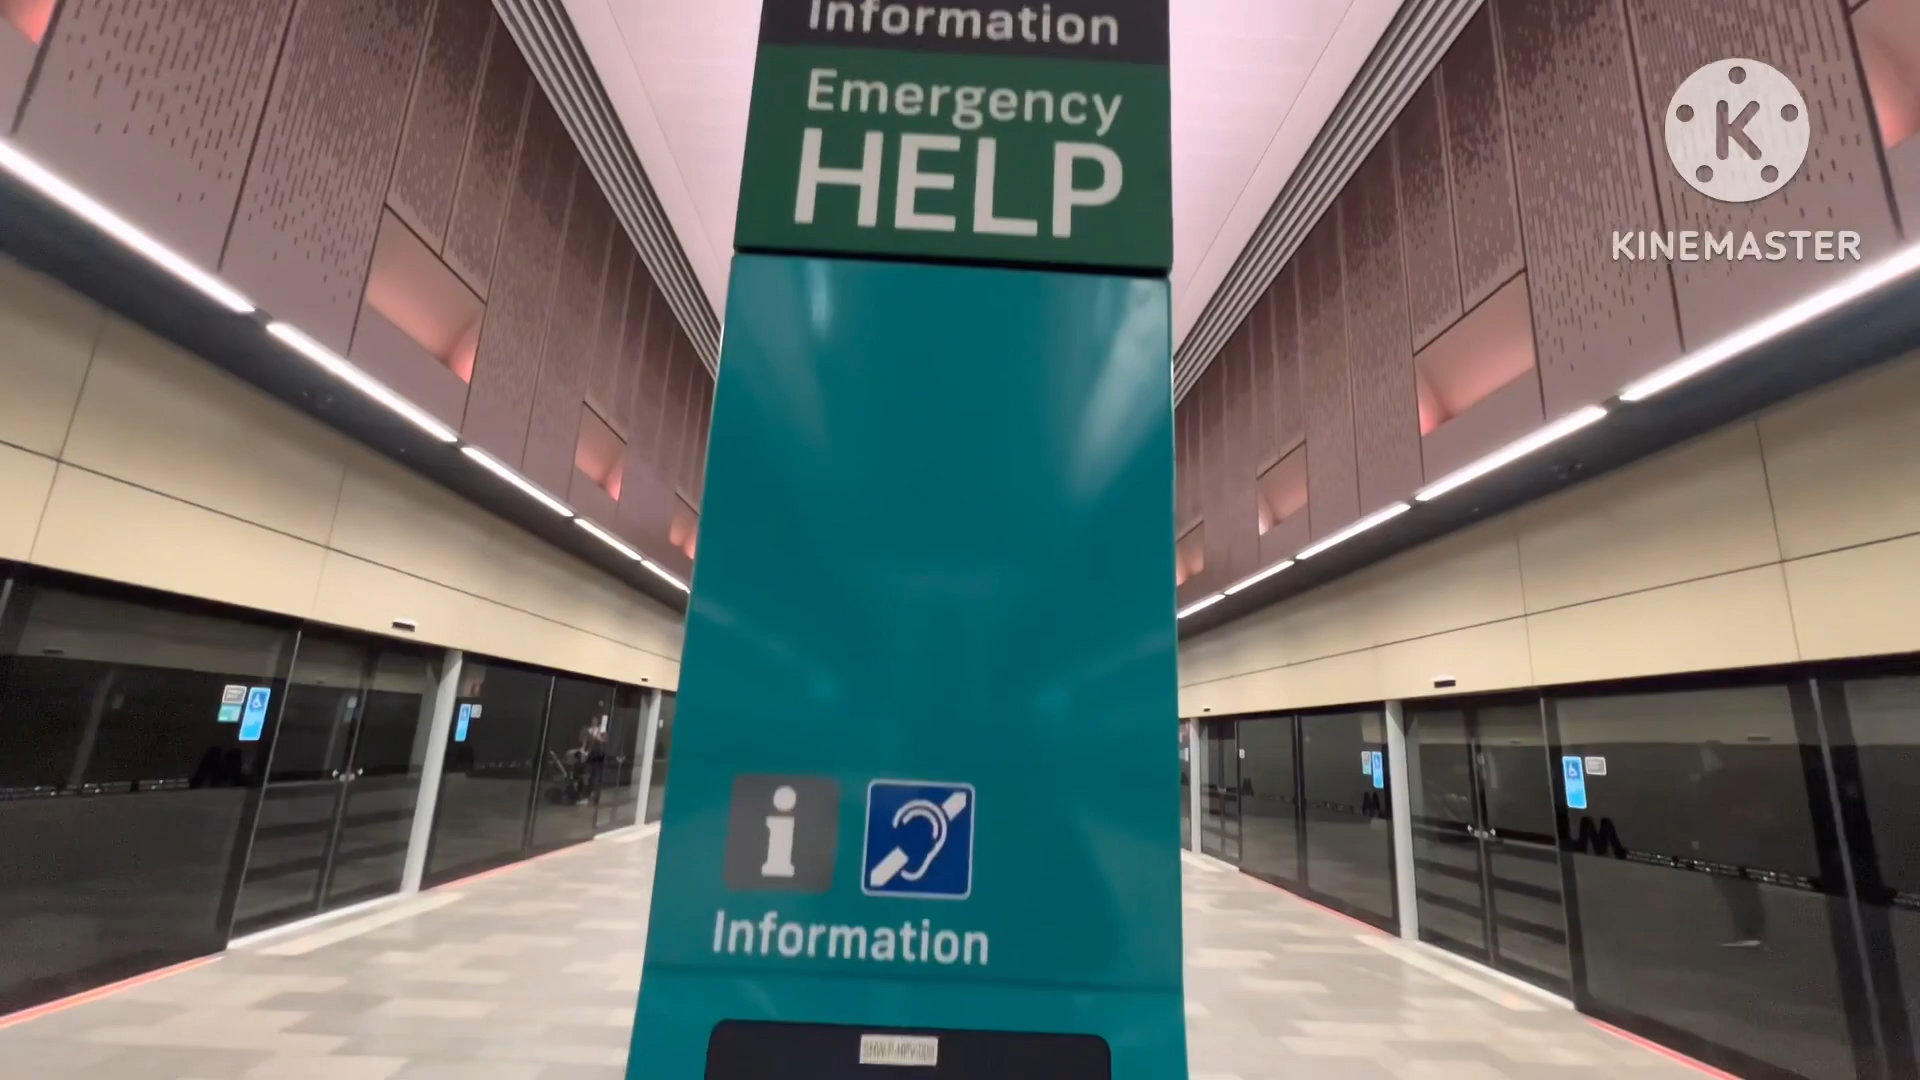 Information
Emergency
HELP
K
KINEMASTER
i
Information